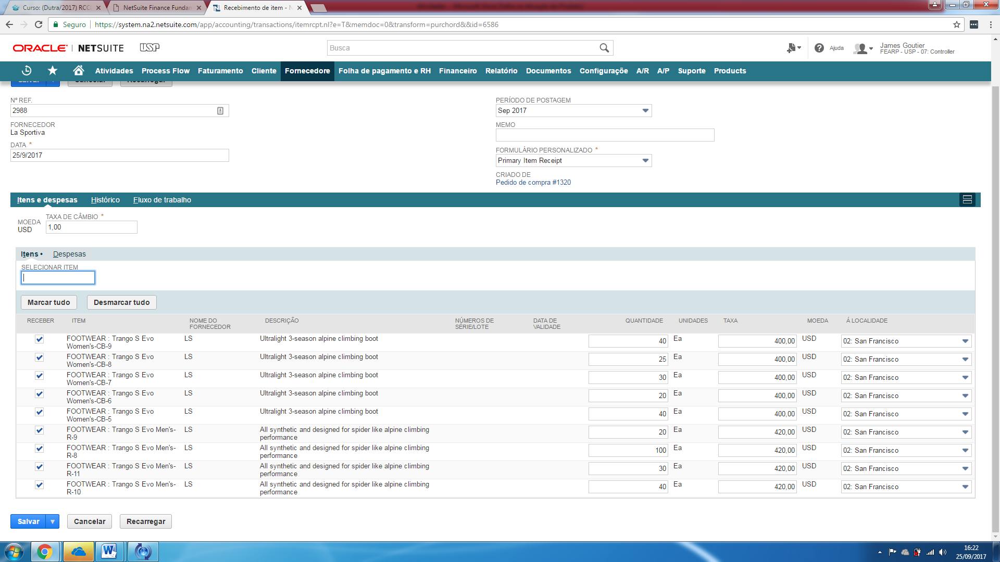 Curso: (Dutra/2017) RCC
NetSuite Finance Fundam
Recebimento de item - N
Seguro
https://system.na2.netsuite.com/app/accounting/transactions/itemrcpt.nl?e=T&memdoc=0&transform=purchord&&id=6586
ORACLE NETSUITE USP
Busca
Ajuda
James Goutier
FEARP - USP - 07: Controller
Atividades Process Flow Faturamento Cliente Fornecedore Folha de pagamento e RH Financeiro Relatório Documentos Configuraçõe A/R A/P Suporte Products
Salvar Cancelar Recarregar
Nº REF.
2988
FORNECEDOR
La Sportiva
DATA *
25/9/2017
PERÍODO DE POSTAGEM
Sep 2017
MEMO
FORMULÁRIO PERSONALIZADO *
Primary Item Receipt
CRIADO DE
Pedido de compra #1320
Itens e despesas Histórico Fluxo de trabalho
MOEDA
USD
TAXA DE CÂMBIO *
1,00
Itens • Despesas
SELECIONAR ITEM
Marcar tudo Desmarcar tudo
RECEBER ITEM NOME DO FORNECEDOR DESCRIÇÃO NÚMEROS DE SÉRIE/LOTE DATA DE VALIDADE QUANTIDADE UNIDADES TAXA MOEDA Á LOCALIDADE
FOOTWEAR : Trango S Evo Women's-CB-9 LS Ultralight 3-season alpine climbing boot 40 Ea 400,00 USD 02: San Francisco
FOOTWEAR : Trango S Evo Women's-CB-8 LS Ultralight 3-season alpine climbing boot 25 Ea 400,00 USD 02: San Francisco
FOOTWEAR : Trango S Evo Women's-CB-7 LS Ultralight 3-season alpine climbing boot 30 Ea 400,00 USD 02: San Francisco
FOOTWEAR : Trango S Evo Women's-CB-6 LS Ultralight 3-season alpine climbing boot 20 Ea 400,00 USD 02: San Francisco
FOOTWEAR : Trango S Evo Women's-CB-5 LS Ultralight 3-season alpine climbing boot 40 Ea 400,00 USD 02: San Francisco
FOOTWEAR : Trango S Evo Men's-R-9 LS All synthetic and designed for spider like alpine climbing performance 20 Ea 420,00 USD 02: San Francisco
FOOTWEAR : Trango S Evo Men's-R-8 LS All synthetic and designed for spider like alpine climbing performance 100 Ea 420,00 USD 02: San Francisco
FOOTWEAR : Trango S Evo Men's-R-11 LS All synthetic and designed for spider like alpine climbing performance 30 Ea 420,00 USD 02: San Francisco
FOOTWEAR : Trango S Evo Men's-R-10 LS All synthetic and designed for spider like alpine climbing performance 40 Ea 420,00 USD 02: San Francisco
Salvar Cancelar Recarregar
16:22
25/09/2017